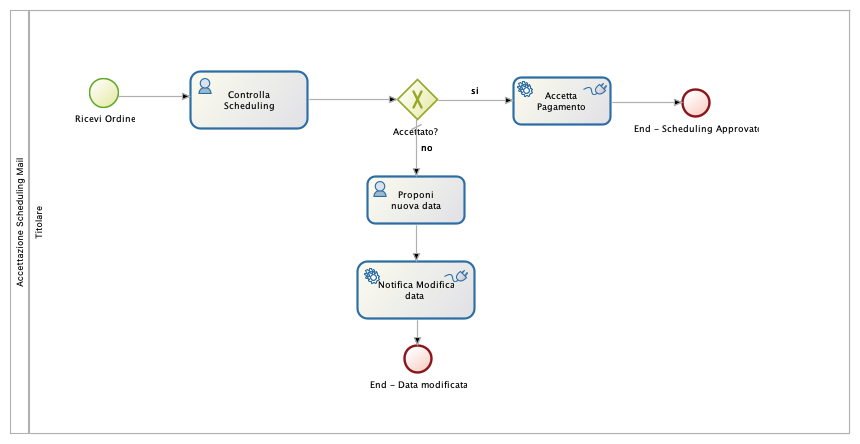 Accettazione Scheduling Mail
Titolare
Ricevi Ordine
Controlla
Scheduling
Accettato?
si
no
Accetta
Pagamento
End - Scheduling Approvato
Proponi
nuova data
Notifica Modifica
data
End - Data modificata